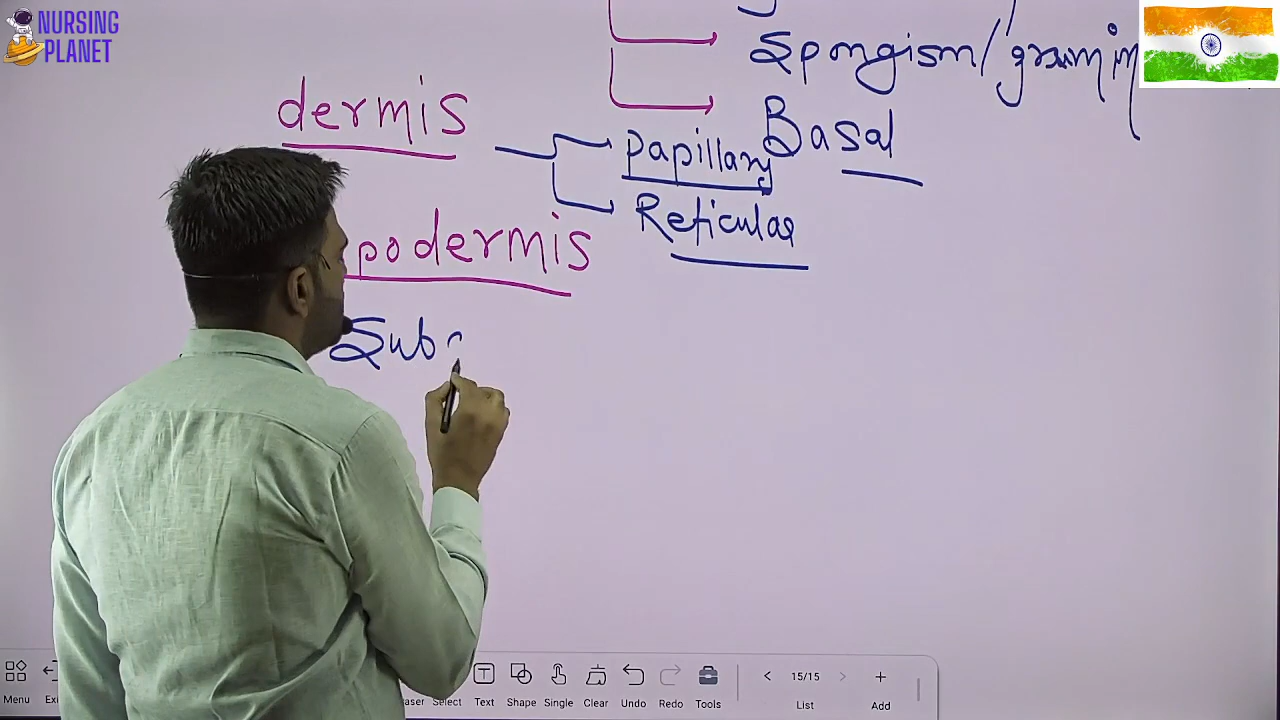 NURSING
PLANET
Spongism/
Basal
dermis
Papillary
Reticular
podermis
Sub
Menu
Select
Text
Shape
Single
Clear
Undo
Redo
Tools
15/15
List
Add